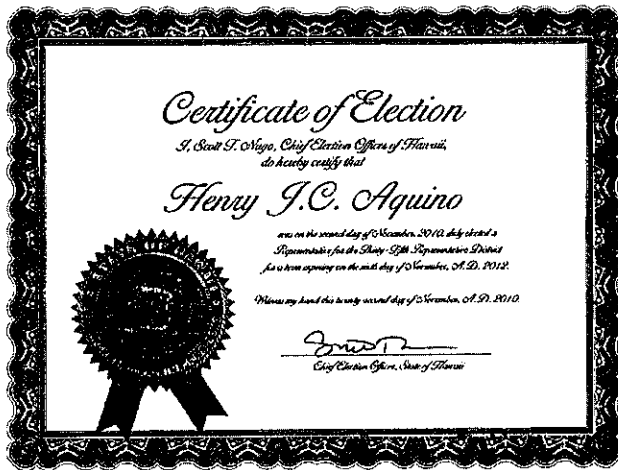 Certificate of Election
I, Scott T. Nago, Chief Election Officer of Hawaii,
do hereby certify that
Henry J.C. Aquino
was on the second day of November, 2010, duly elected a
Representative for the Thirty-Fifth Representative District
for a term expiring on the sixth day of November, A.D. 2012.
Witness my hand this twenty second day of November, A.D. 2010.
Chief Election Officer, State of Hawaii